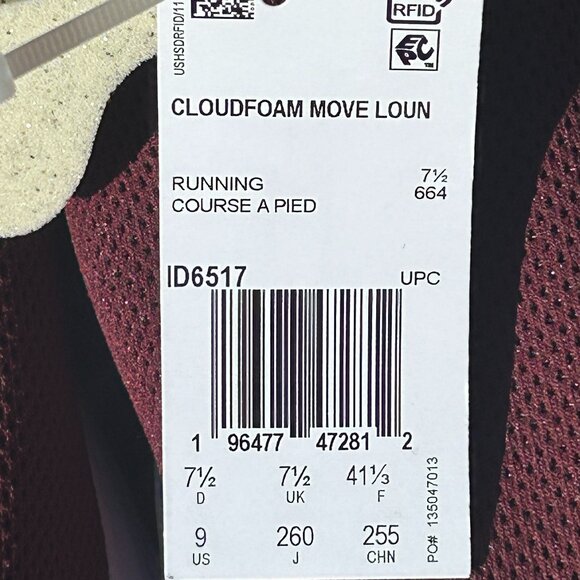 USHSDRFID/11
RFID
EPC™
CLOUDFOAM MOVE LOUN
RUNNING 7½
COURSE A PIED 664
ID6517 UPC
1 96477 47281 2
7½ 7½ 41⅓
D UK F
9 260 255
US J CHN
PO# 135047013